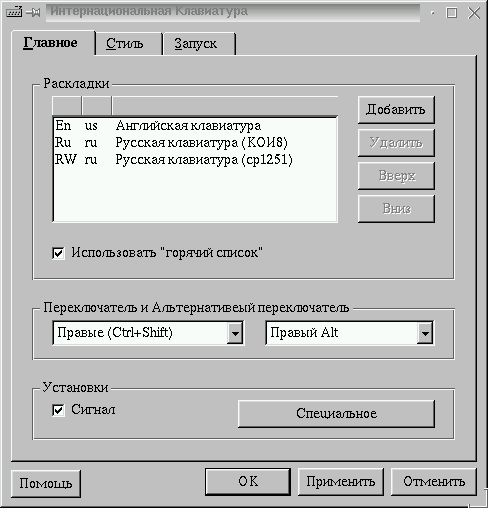 Интернациональная Клавиатура
Главное Стиль Запуск
Раскладки
En us Английская клавиатура
Ru ru Русская клавиатура (КОИ8)
RW ru Русская клавиатура (cp1251)
Добавить
Удалить
Вверх
Вниз
Использовать "горячий список"
Переключатель и Альтернативеый переключатель
Правые (Ctrl+Shift) Правый Alt
Установки
Сигнал Специальное
Помощь OK Применить Отменить